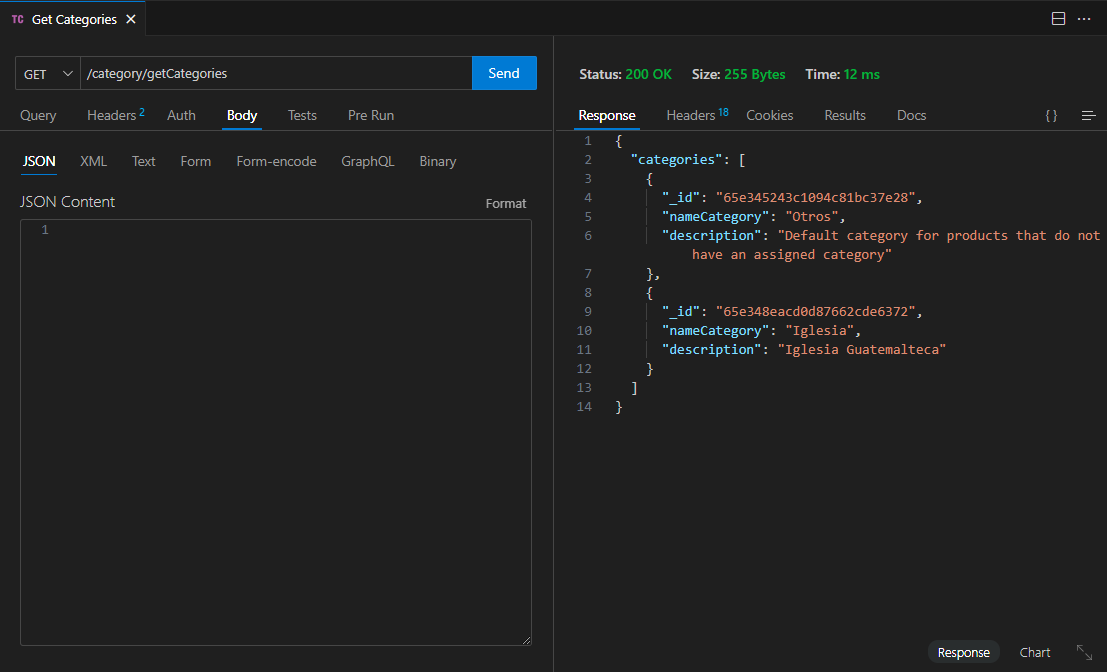 TC Get Categories ×
GET /category/getCategories Send
Query Headers 2 Auth Body Tests Pre Run
JSON XML Text Form Form-encode GraphQL Binary
JSON Content Format
1
Status: 200 OK Size: 255 Bytes Time: 12 ms
Response Headers 18 Cookies Results Docs {}
1 {
2 "categories": [
3 {
4 "_id": "65e345243c1094c81bc37e28",
5 "nameCategory": "Otros",
6 "description": "Default category for products that do not
have an assigned category"
7 },
8 {
9 "_id": "65e348eacd0d87662cde6372",
10 "nameCategory": "Iglesia",
11 "description": "Iglesia Guatemalteca"
12 }
13 ]
14 }
Response Chart